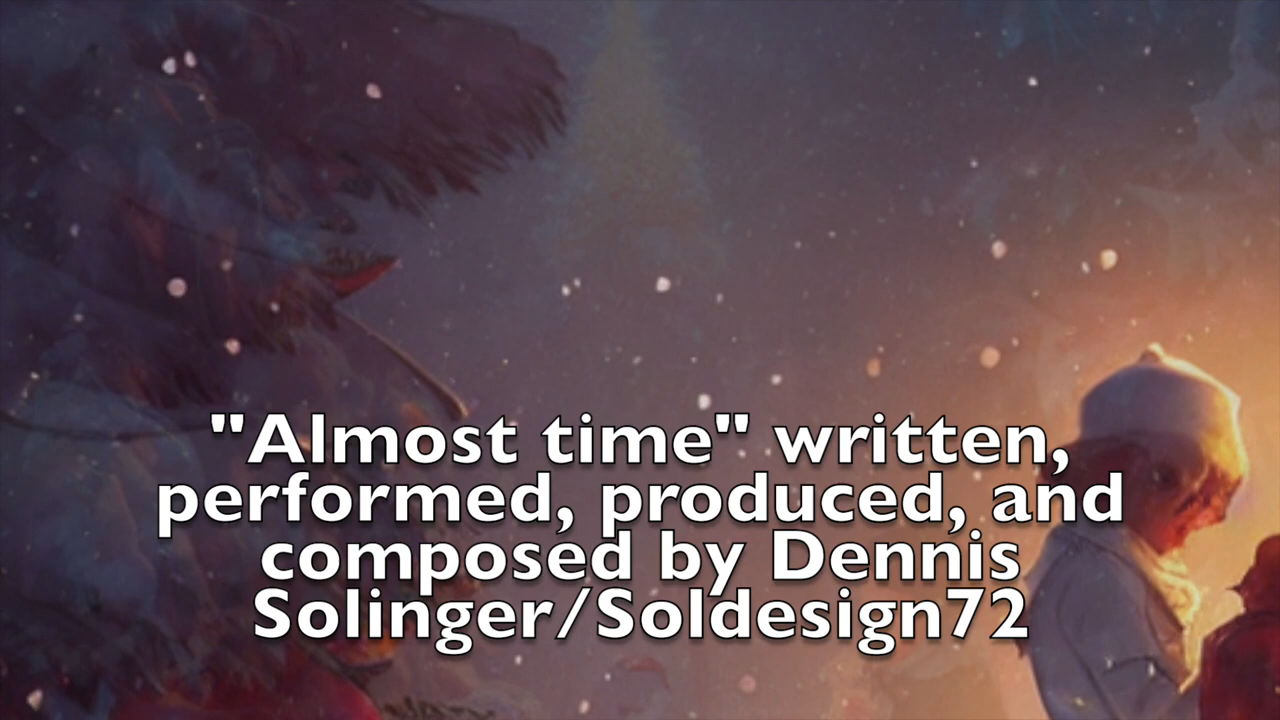 "Almost time" written,
performed, produced, and
composed by Dennis
Solinger/Soldesign72